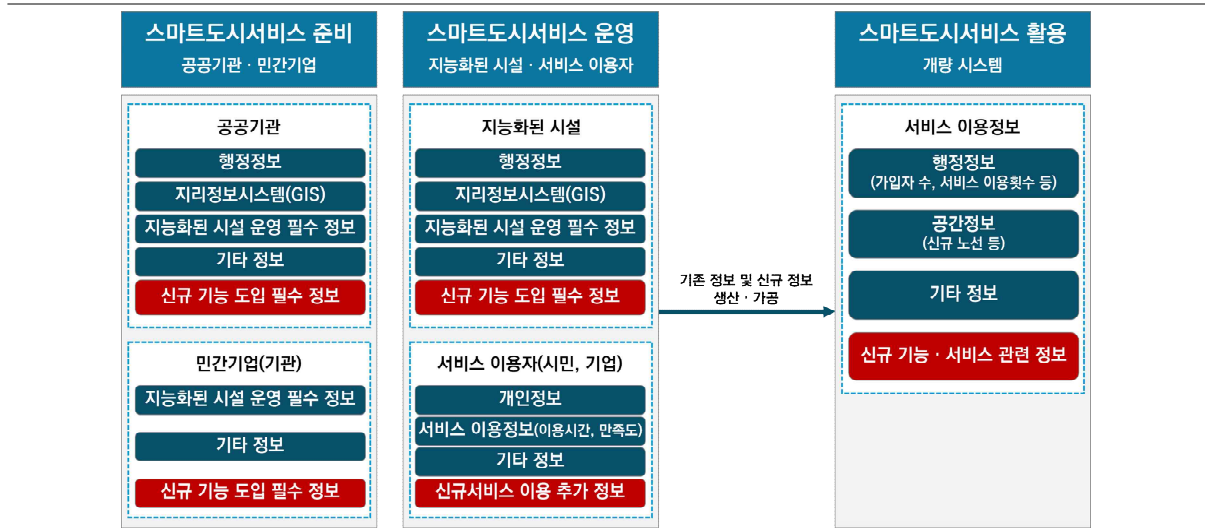 스마트도시서비스 준비
공공기관 · 민간기업
공공기관
행정정보
지리정보시스템(GIS)
지능화된 시설 운영 필수 정보
기타 정보
신규 기능 도입 필수 정보
민간기업(기관)
지능화된 시설 운영 필수 정보
기타 정보
신규 기능 도입 필수 정보
스마트도시서비스 운영
지능화된 시설 · 서비스 이용자
지능화된 시설
행정정보
지리정보시스템(GIS)
지능화된 시설 운영 필수 정보
기타 정보
신규 기능 도입 필수 정보
서비스 이용자(시민, 기업)
개인정보
서비스 이용정보(이용시간, 만족도)
기타 정보
신규서비스 이용 추가 정보
기존 정보 및 신규 정보
생산 · 가공
스마트도시서비스 활용
개량 시스템
서비스 이용정보
행정정보
(가입자 수, 서비스 이용횟수 등)
공간정보
(신규 노선 등)
기타 정보
신규 기능 · 서비스 관련 정보